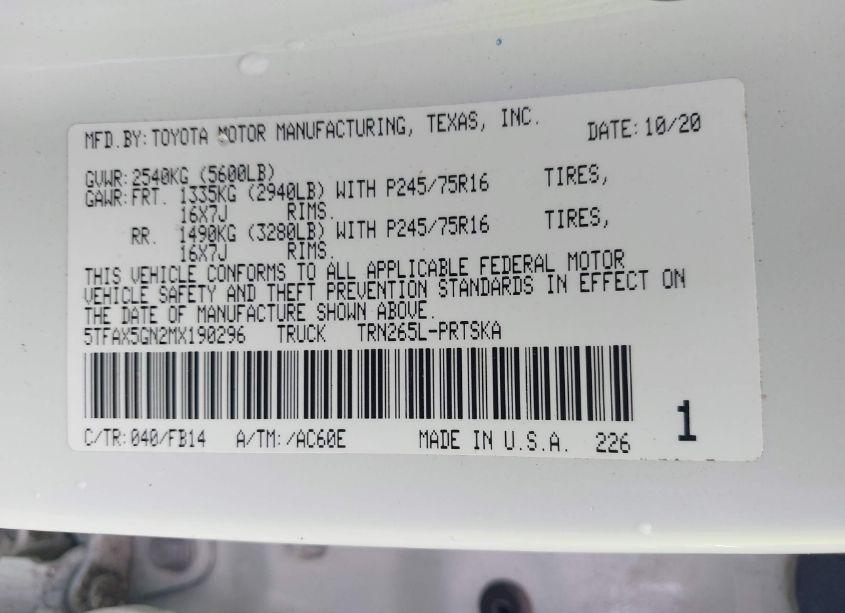 MFD.BY:TOYOTA MOTOR MANUFACTURING, TEXAS, INC. DATE:10/20
GVWR:2540KG (5600LB)
GAWR:FRT. 1335KG (2940LB) WITH P245/75R16 TIRES,
16X7J RIMS.
RR. 1490KG (3280LB) WITH P245/75R16 TIRES,
16X7J RIMS.
THIS VEHICLE CONFORMS TO ALL APPLICABLE FEDERAL MOTOR
VEHICLE SAFETY AND THEFT PREVENTION STANDARDS IN EFFECT ON
THE DATE OF MANUFACTURE SHOWN ABOVE.
5TFAX5GN2MX190296 TRUCK TRN265L-PRTSKA
C/TR:040/FB14 A/TM:/AC60E MADE IN U.S.A. 226 1